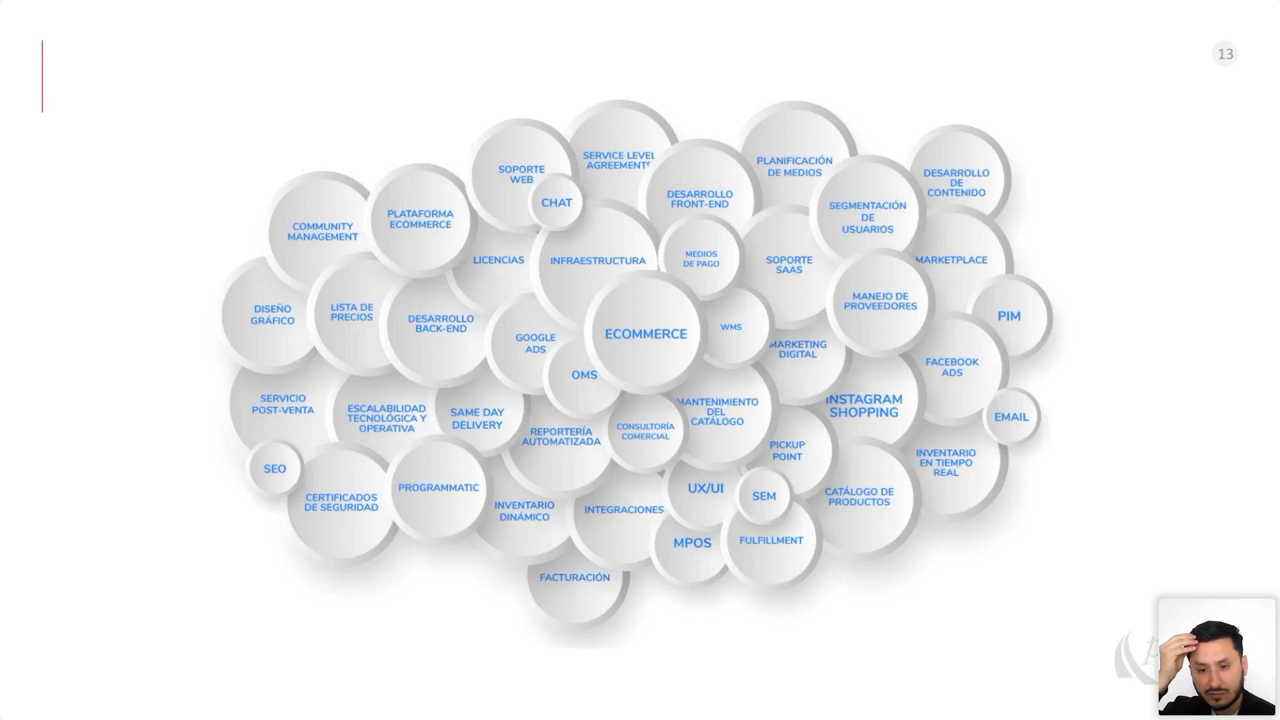 13
SERVICE LEVEL
AGREEMENTS
PLANIFICACIÓN
DE MEDIOS
SOPORTE
WEB
DESARROLLO
DE
CONTENIDO
CHAT
DESARROLLO
FRONT-END
SEGMENTACIÓN
DE
USUARIOS
PLATAFORMA
ECOMMERCE
COMMUNITY
MANAGEMENT
LICENCIAS
INFRAESTRUCTURA
MEDIOS
DE PAGO
SOPORTE
SAAS
MARKETPLACE
DISEÑO
GRÁFICO
LISTA DE
PRECIOS
DESARROLLO
BACK-END
MANEJO DE
PROVEEDORES
PIM
GOOGLE
ADS
ECOMMERCE
WMS
MARKETING
DIGITAL
FACEBOOK
ADS
OMS
SERVICIO
POST-VENTA
ESCALABILIDAD
TECNOLÓGICA Y
OPERATIVA
SAME DAY
DELIVERY
REPORTERÍA
AUTOMATIZADA
CONSULTORÍA
COMERCIAL
MANTENIMIENTO
DEL
CATÁLOGO
INSTAGRAM
SHOPPING
EMAIL
PICKUP
POINT
INVENTARIO
EN TIEMPO
REAL
SEO
CERTIFICADOS
DE SEGURIDAD
PROGRAMMATIC
INVENTARIO
DINÁMICO
INTEGRACIONES
UX/UI
SEM
CATÁLOGO DE
PRODUCTOS
MPOS
FULFILLMENT
FACTURACIÓN